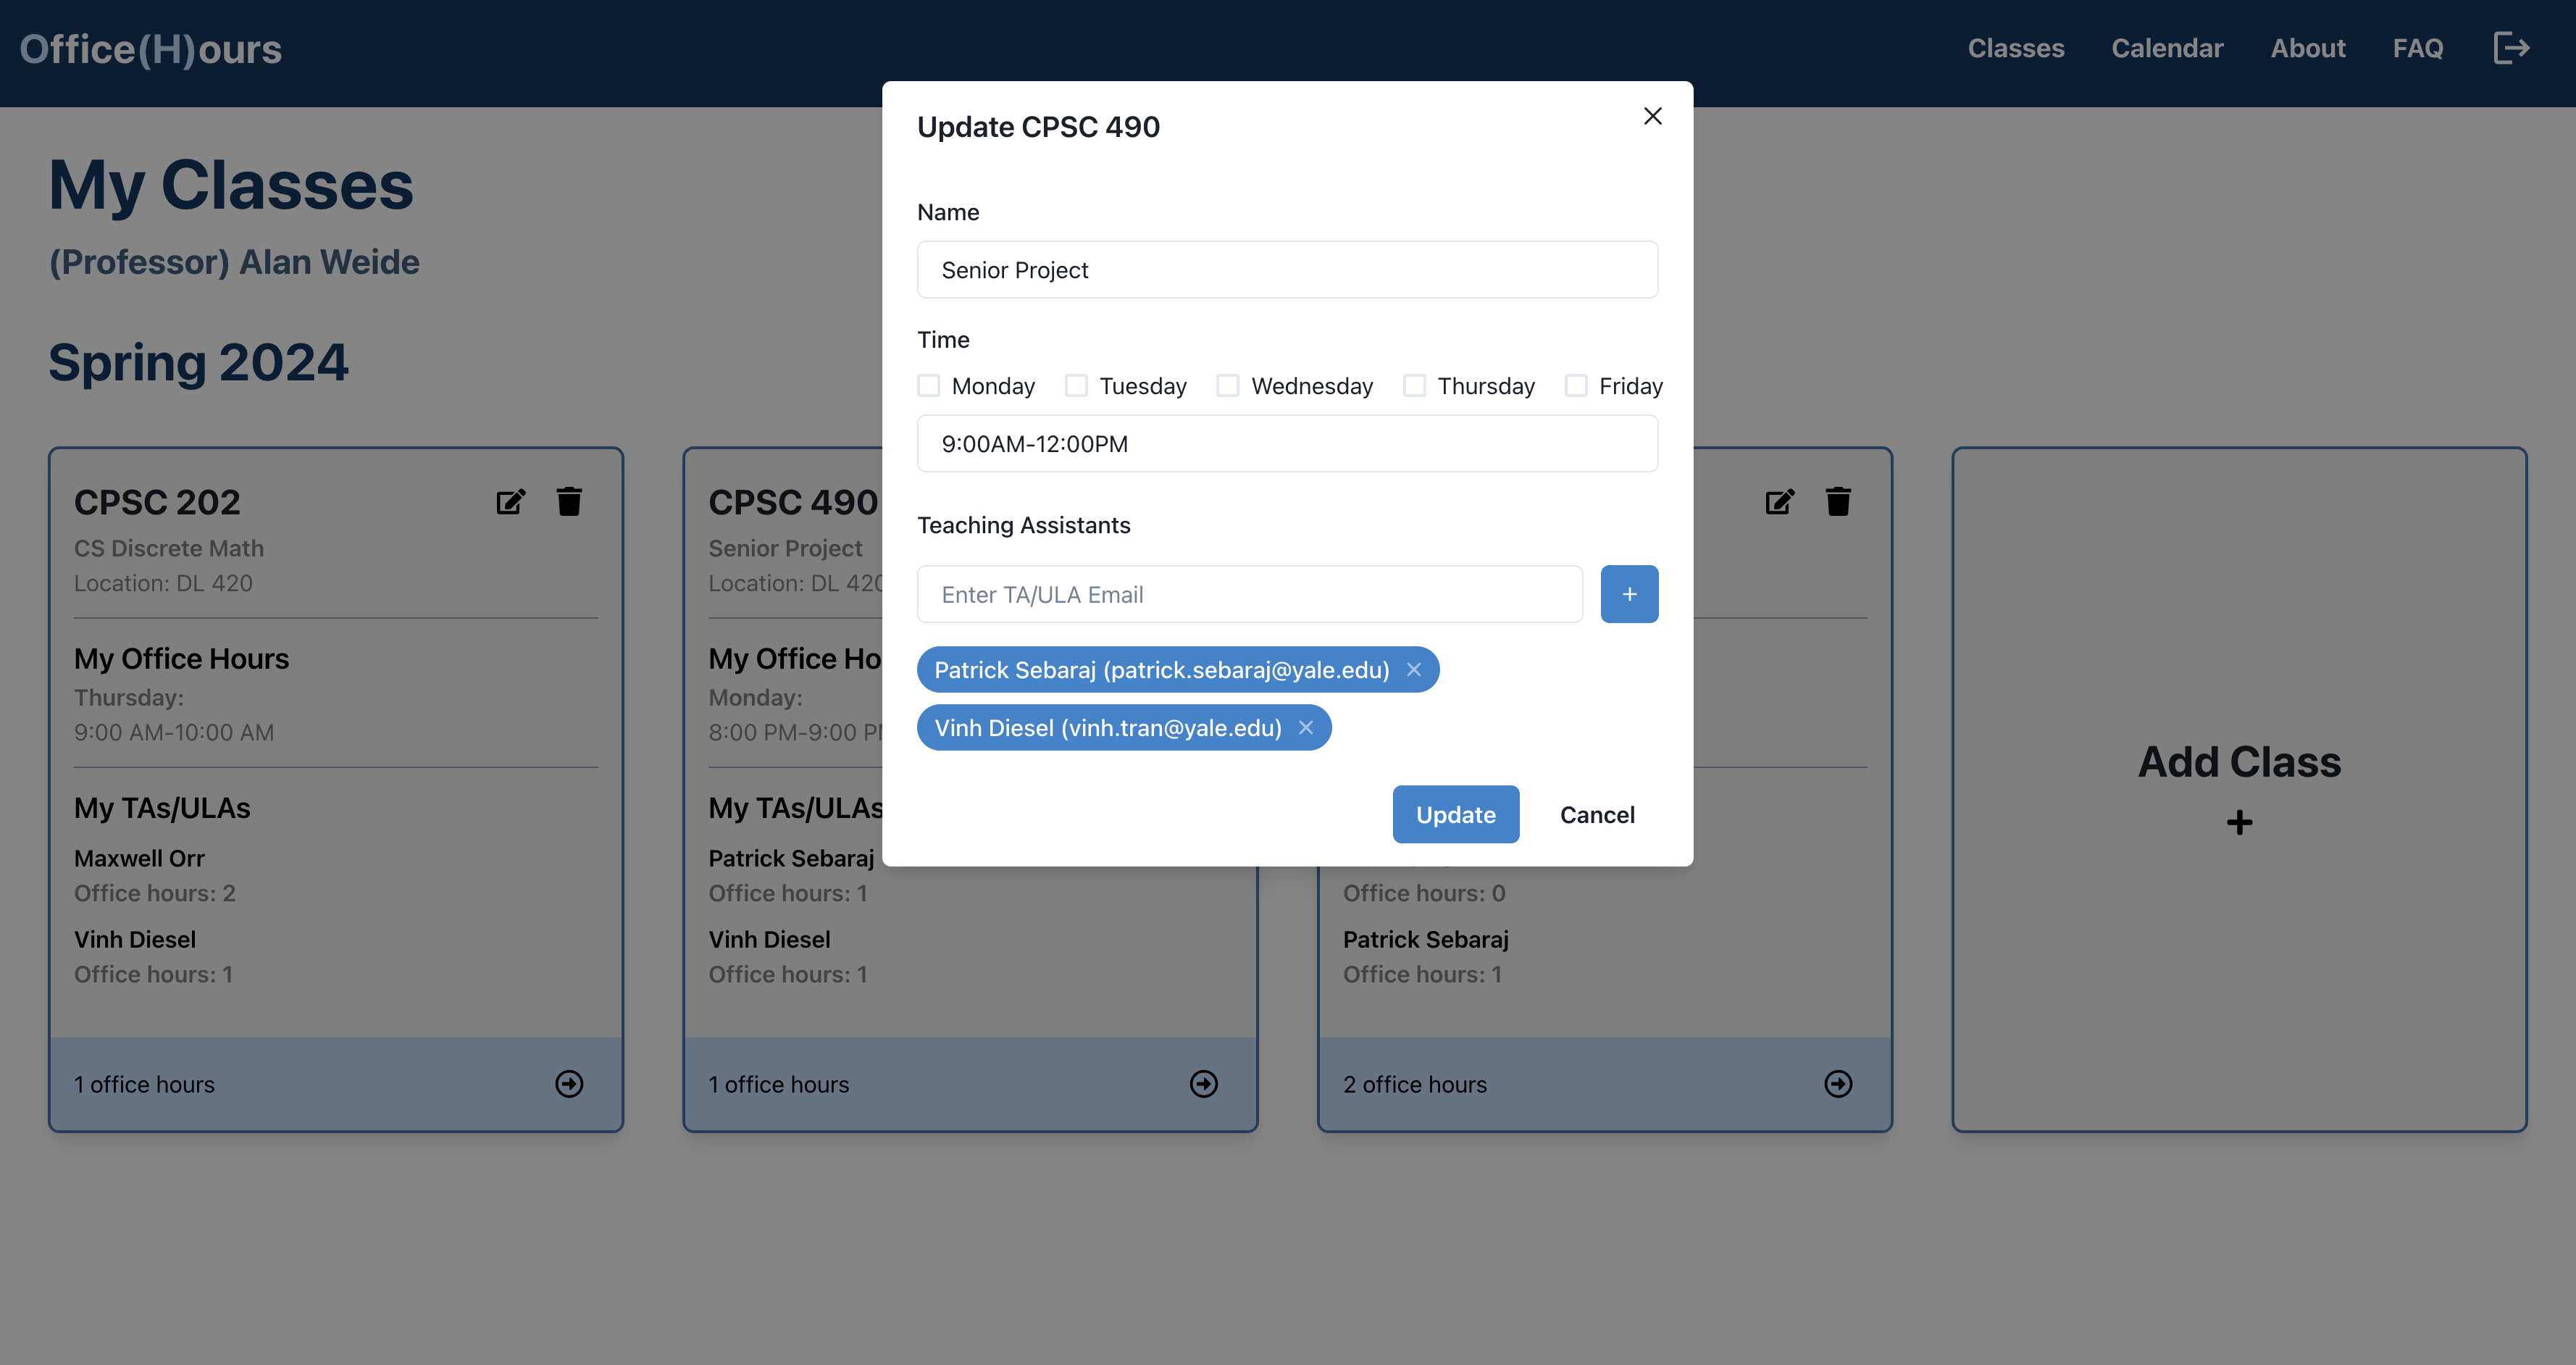 Office(H)ours
Classes Calendar About FAQ
My Classes
(Professor) Alan Weide
Spring 2024
Update CPSC 490
Name
Senior Project
Time
Monday Tuesday Wednesday Thursday Friday
9:00AM-12:00PM
Teaching Assistants
Enter TA/ULA Email
+
Patrick Sebaraj (patrick.sebaraj@yale.edu)
Vinh Diesel (vinh.tran@yale.edu)
Update Cancel
CPSC 202
CS Discrete Math
Location: DL 420
My Office Hours
Thursday:
9:00 AM-10:00 AM
My TAs/ULAs
Maxwell Orr
Office hours: 2
Vinh Diesel
Office hours: 1
1 office hours
CPSC 490
Senior Project
Location: DL 420
My Office Ho
Monday:
8:00 PM-9:00 P
My TAs/ULAs
Patrick Sebaraj
Office hours: 1
Vinh Diesel
Office hours: 1
1 office hours
Office hours: 0
Patrick Sebaraj
Office hours: 1
2 office hours
Add Class
+